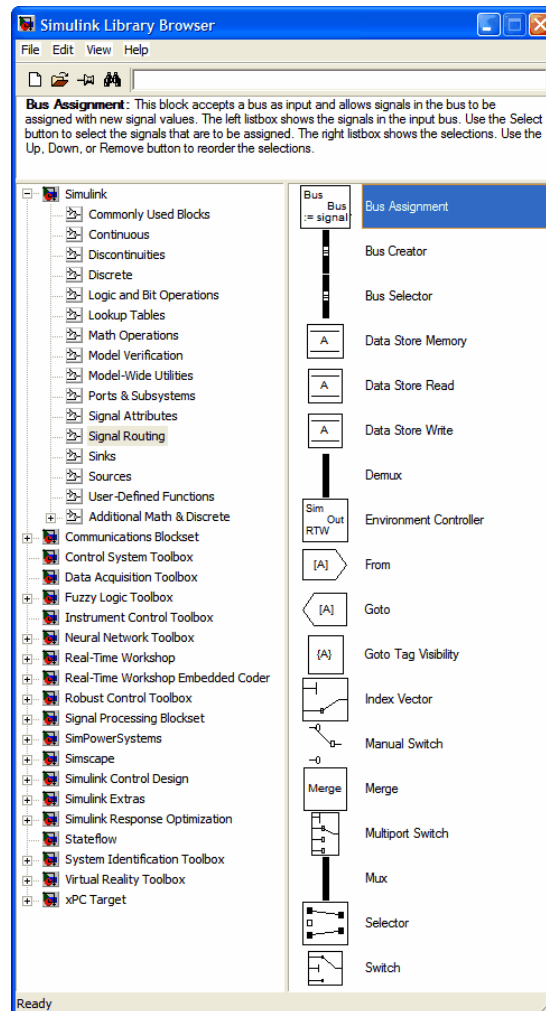 Simulink Library Browser
File Edit View Help
Bus Assignment: This block accepts a bus as input and allows signals in the bus to be
assigned with new signal values. The left listbox shows the signals in the input bus. Use the Select
button to select the signals that are to be assigned. The right listbox shows the selections. Use the
Up, Down, or Remove button to reorder the selections.
Simulink
Commonly Used Blocks
Continuous
Discontinuities
Discrete
Logic and Bit Operations
Lookup Tables
Math Operations
Model Verification
Model-Wide Utilities
Ports & Subsystems
Signal Attributes
Signal Routing
Sinks
Sources
User-Defined Functions
Additional Math & Discrete
Communications Blockset
Control System Toolbox
Data Acquisition Toolbox
Fuzzy Logic Toolbox
Instrument Control Toolbox
Neural Network Toolbox
Real-Time Workshop
Real-Time Workshop Embedded Coder
Robust Control Toolbox
Signal Processing Blockset
SimPowerSystems
Simscape
Simulink Control Design
Simulink Extras
Simulink Response Optimization
Stateflow
System Identification Toolbox
Virtual Reality Toolbox
xPC Target
Bus
Bus
:= signal
Bus Assignment
Bus Creator
Bus Selector
A
Data Store Memory
A
Data Store Read
A
Data Store Write
Demux
Sim
Out
RTW
Environment Controller
[A]
From
[A]
Goto
{A}
Goto Tag Visibility
Index Vector
Manual Switch
Merge
Merge
Multiport Switch
Mux
Selector
Switch
Ready